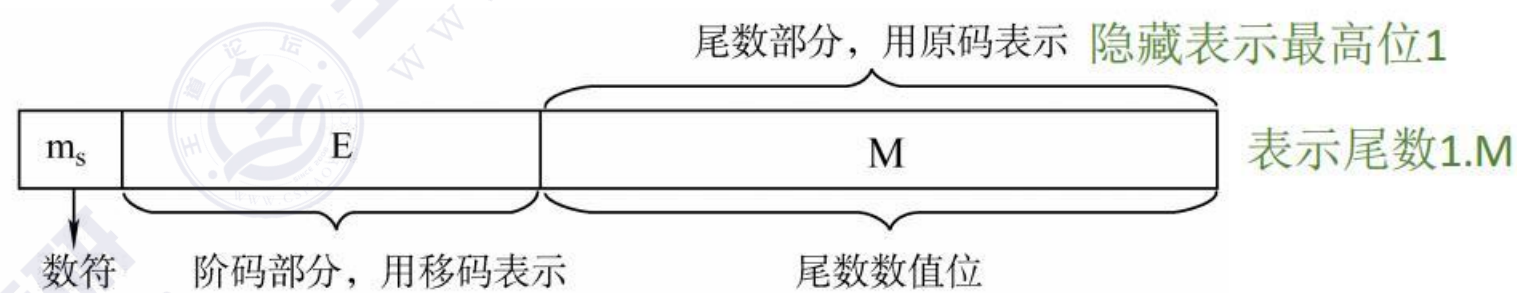 尾数部分，用原码表示 隐藏表示最高位1
mₛ E M 表示尾数1.M
数符 阶码部分，用移码表示 尾数数值位